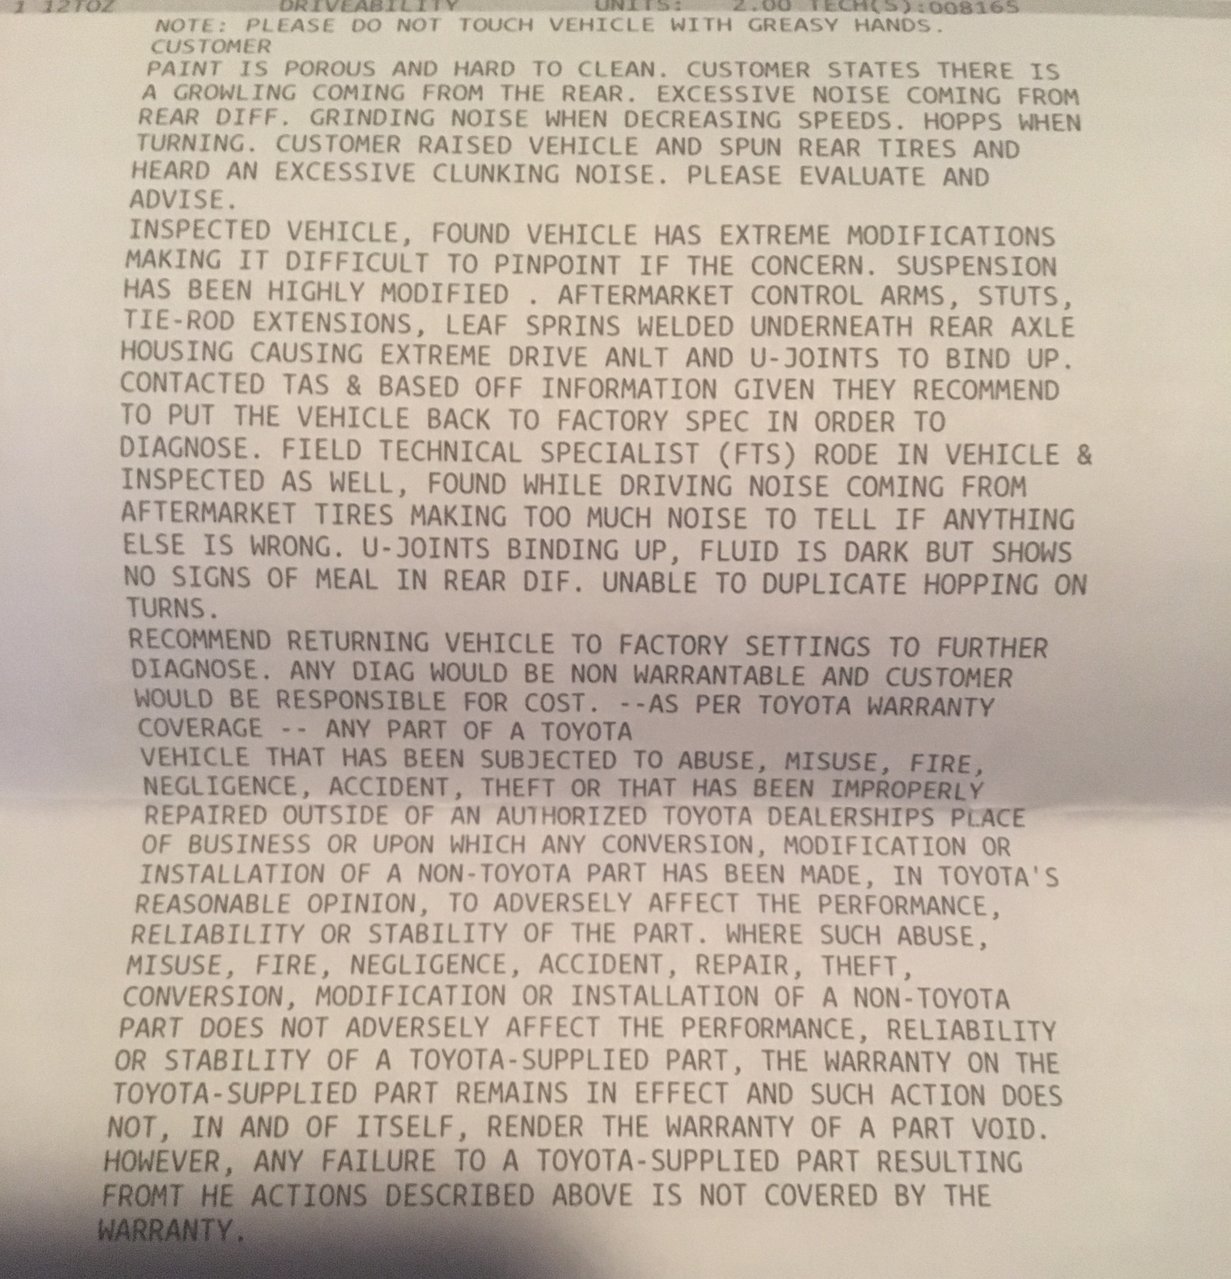 1 12TOZ DRIVEABILITY UNITS: 2.00 TECH(S):008165
NOTE: PLEASE DO NOT TOUCH VEHICLE WITH GREASY HANDS.
CUSTOMER
PAINT IS POROUS AND HARD TO CLEAN. CUSTOMER STATES THERE IS
A GROWLING COMING FROM THE REAR. EXCESSIVE NOISE COMING FROM
REAR DIFF. GRINDING NOISE WHEN DECREASING SPEEDS. HOPPS WHEN
TURNING. CUSTOMER RAISED VEHICLE AND SPUN REAR TIRES AND
HEARD AN EXCESSIVE CLUNKING NOISE. PLEASE EVALUATE AND
ADVISE.
INSPECTED VEHICLE, FOUND VEHICLE HAS EXTREME MODIFICATIONS
MAKING IT DIFFICULT TO PINPOINT IF THE CONCERN. SUSPENSION
HAS BEEN HIGHLY MODIFIED . AFTERMARKET CONTROL ARMS, STUTS,
TIE-ROD EXTENSIONS, LEAF SPRINS WELDED UNDERNEATH REAR AXLE
HOUSING CAUSING EXTREME DRIVE ANLT AND U-JOINTS TO BIND UP.
CONTACTED TAS & BASED OFF INFORMATION GIVEN THEY RECOMMEND
TO PUT THE VEHICLE BACK TO FACTORY SPEC IN ORDER TO
DIAGNOSE. FIELD TECHNICAL SPECIALIST (FTS) RODE IN VEHICLE &
INSPECTED AS WELL, FOUND WHILE DRIVING NOISE COMING FROM
AFTERMARKET TIRES MAKING TOO MUCH NOISE TO TELL IF ANYTHING
ELSE IS WRONG. U-JOINTS BINDING UP, FLUID IS DARK BUT SHOWS
NO SIGNS OF MEAL IN REAR DIF. UNABLE TO DUPLICATE HOPPING ON
TURNS.
RECOMMEND RETURNING VEHICLE TO FACTORY SETTINGS TO FURTHER
DIAGNOSE. ANY DIAG WOULD BE NON WARRANTABLE AND CUSTOMER
WOULD BE RESPONSIBLE FOR COST. --AS PER TOYOTA WARRANTY
COVERAGE -- ANY PART OF A TOYOTA
VEHICLE THAT HAS BEEN SUBJECTED TO ABUSE, MISUSE, FIRE,
NEGLIGENCE, ACCIDENT, THEFT OR THAT HAS BEEN IMPROPERLY
REPAIRED OUTSIDE OF AN AUTHORIZED TOYOTA DEALERSHIPS PLACE
OF BUSINESS OR UPON WHICH ANY CONVERSION, MODIFICATION OR
INSTALLATION OF A NON-TOYOTA PART HAS BEEN MADE, IN TOYOTA'S
REASONABLE OPINION, TO ADVERSELY AFFECT THE PERFORMANCE,
RELIABILITY OR STABILITY OF THE PART. WHERE SUCH ABUSE,
MISUSE, FIRE, NEGLIGENCE, ACCIDENT, REPAIR, THEFT,
CONVERSION, MODIFICATION OR INSTALLATION OF A NON-TOYOTA
PART DOES NOT ADVERSELY AFFECT THE PERFORMANCE, RELIABILITY
OR STABILITY OF A TOYOTA-SUPPLIED PART, THE WARRANTY ON THE
TOYOTA-SUPPLIED PART REMAINS IN EFFECT AND SUCH ACTION DOES
NOT, IN AND OF ITSELF, RENDER THE WARRANTY OF A PART VOID.
HOWEVER, ANY FAILURE TO A TOYOTA-SUPPLIED PART RESULTING
FROMT HE ACTIONS DESCRIBED ABOVE IS NOT COVERED BY THE
WARRANTY.